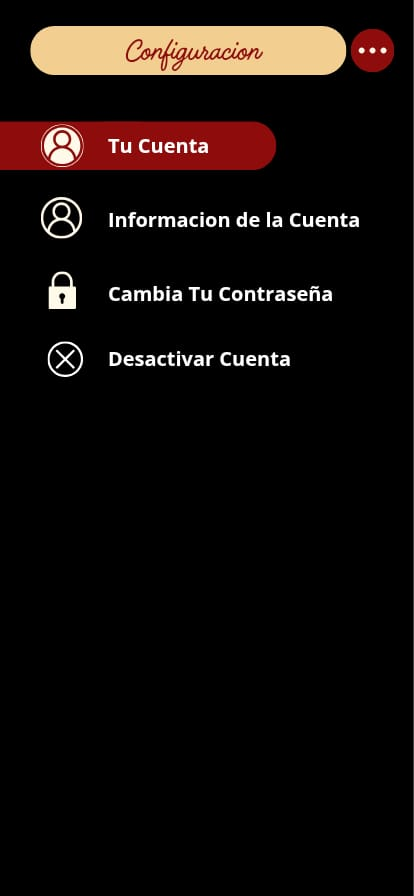 Configuracion
Tu Cuenta
Informacion de la Cuenta
Cambia Tu Contraseña
Desactivar Cuenta